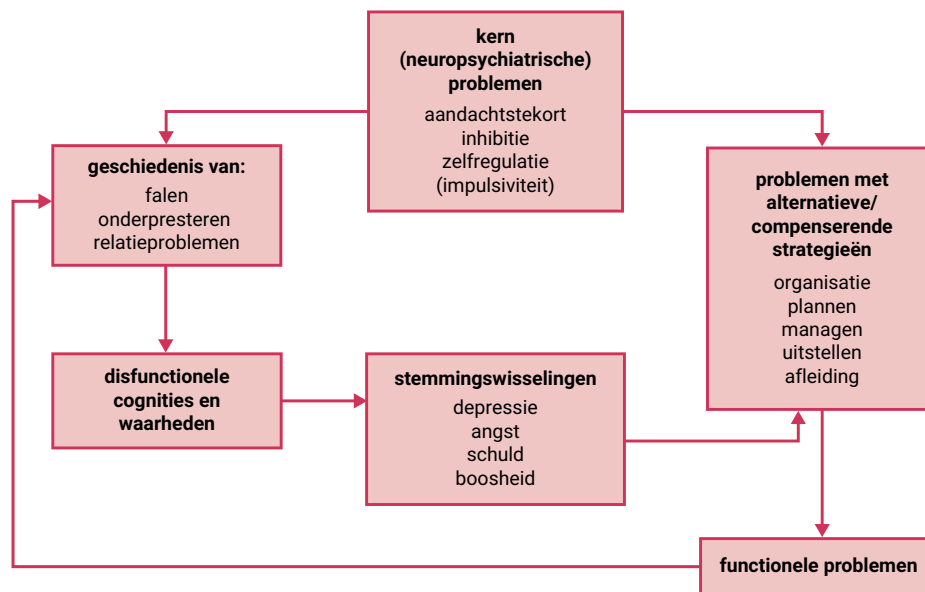 kern
(neuropsychiatrische)
problemen
aandachtstekort
inhibitie
zelfregulatie
(impulsiviteit)
geschiedenis van:
falen
onderpresteren
relatieproblemen
problemen met
alternatieve/
compenserende
strategieën
organisatie
plannen
managen
uitstellen
afleiding
disfunctionele
cognities en
waarheden
stemmingswisselingen
depressie
angst
schuld
boosheid
functionele problemen